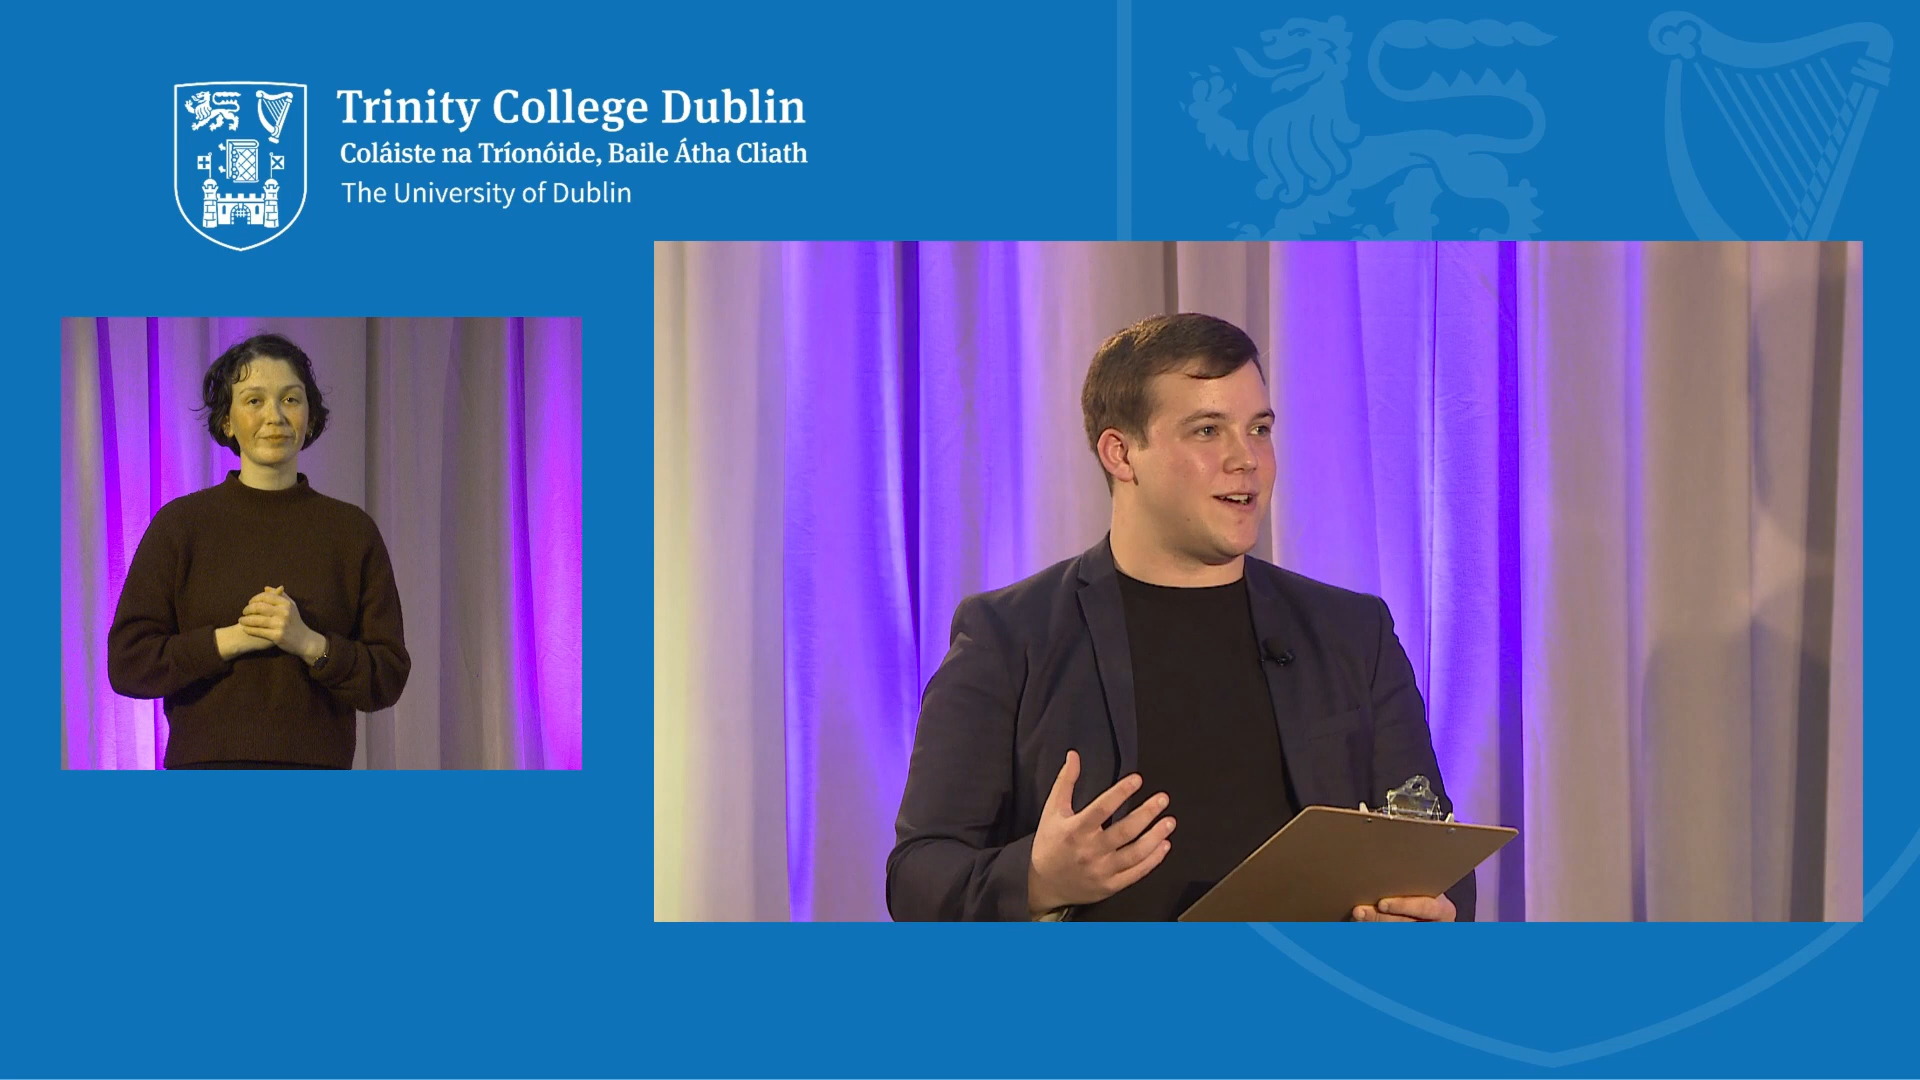 Trinity College Dublin
Coláiste na Tríonóide, Baile Átha Cliath
The University of Dublin